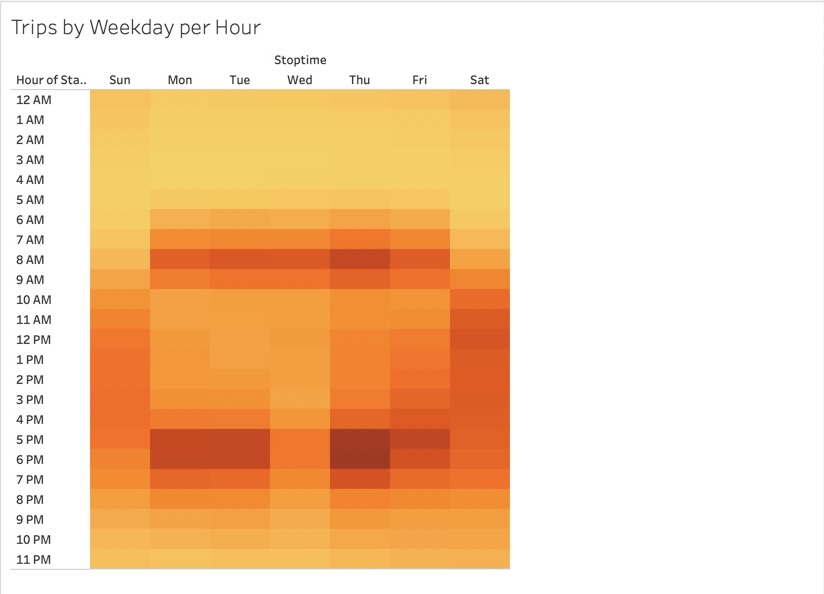 Trips by Weekday per Hour
Stoptime
Hour of Sta.. Sun Mon Tue Wed Thu Fri Sat
12 AM
1 AM
2 AM
3 AM
4 AM
5 AM
6 AM
7 AM
8 AM
9 AM
10 AM
11 AM
12 PM
1 PM
2 PM
3 PM
4 PM
5 PM
6 PM
7 PM
8 PM
9 PM
10 PM
11 PM